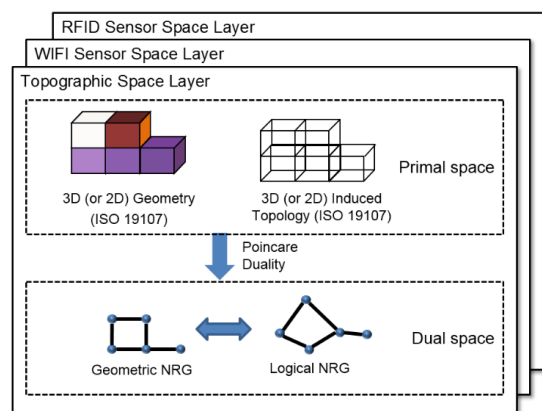 RFID Sensor Space Layer
WIFI Sensor Space Layer
Topographic Space Layer
Primal space
3D (or 2D) Geometry
(ISO 19107)
3D (or 2D) Induced
Topology (ISO 19107)
Poincare
Duality
Dual space
Geometric NRG
Logical NRG